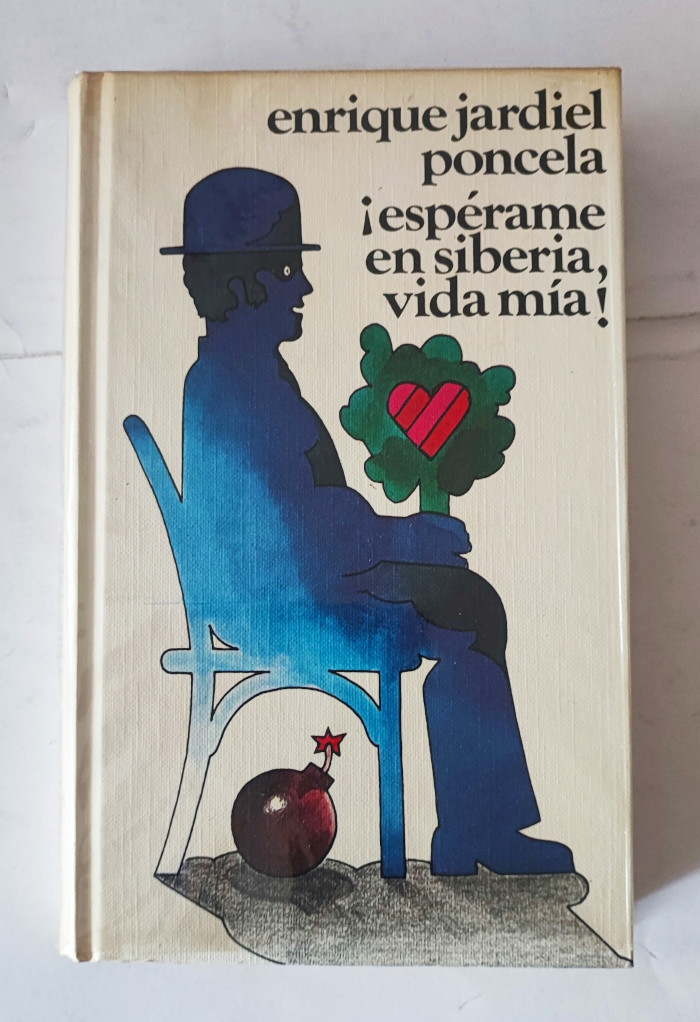 enrique jardiel
poncela
¡espérame
en siberia,
vida mía!